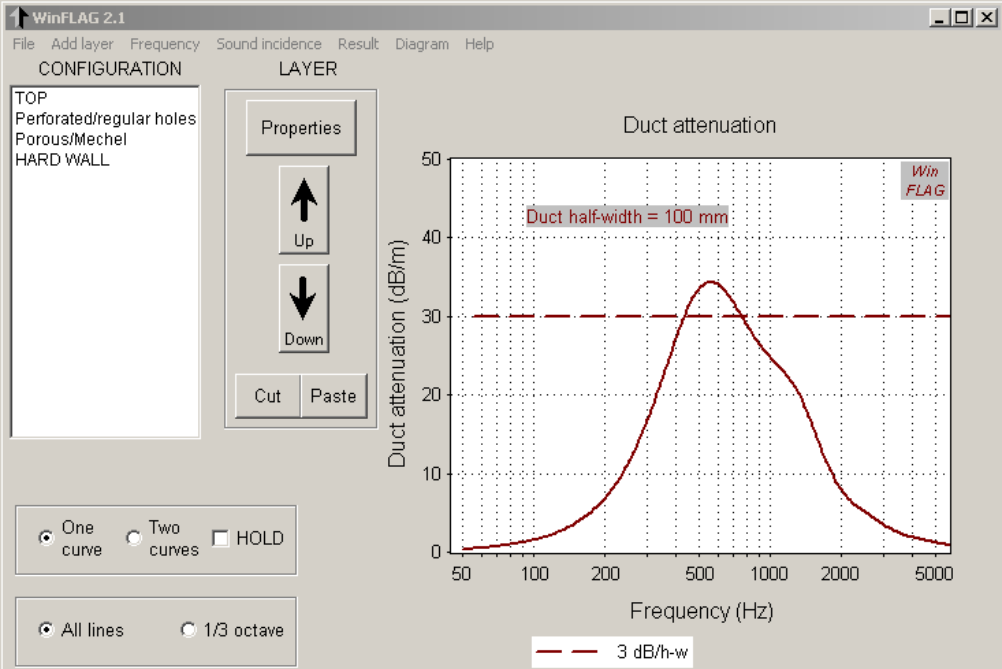 WinFLAG 2.1
File Add layer Frequency Sound incidence Result Diagram Help
CONFIGURATION
TOP
Perforated/regular holes
Porous/Mechel
HARD WALL
LAYER
Properties
Up
Down
Cut Paste
One curve
Two curves
HOLD
All lines
1/3 octave
Duct attenuation
Win
FLAG
Duct half-width = 100 mm
Duct attenuation (dB/m)
50
40
30
20
10
0
50 100 200 500 1000 2000 5000
Frequency (Hz)
3 dB/h-w